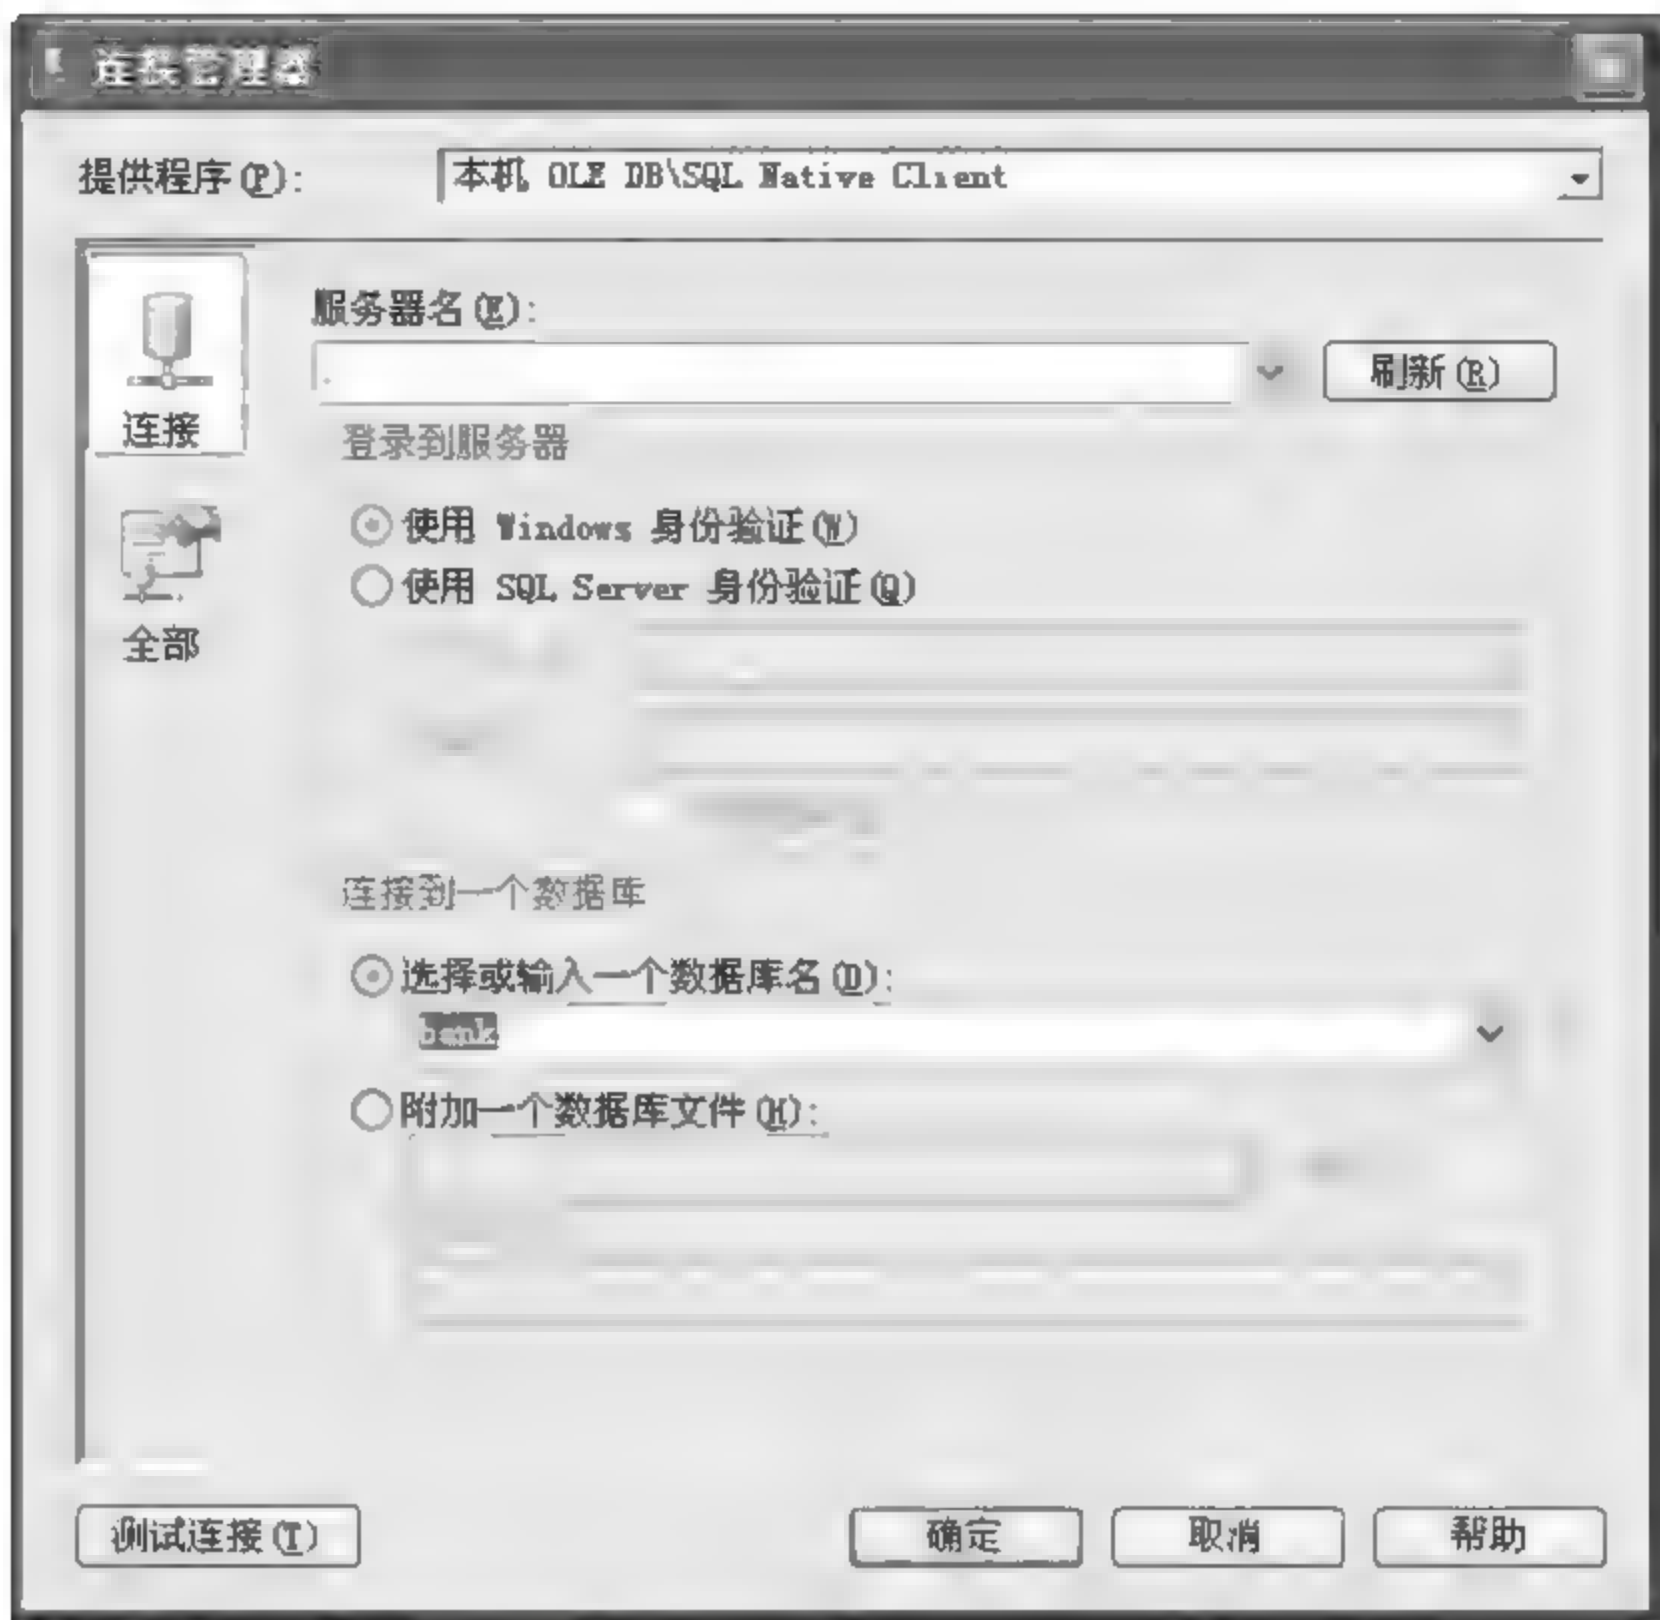 连接管理器
提供程序(P): 本机 OLE DB\SQL Native Client
服务器名(E):
. 刷新(R)
连接
登录到服务器
使用 Windows 身份验证(W)
使用 SQL Server 身份验证(Q)
全部
连接到一个数据库
选择或输入一个数据库名(D):
bank
附加一个数据库文件(H):
测试连接(T) 确定 取消 帮助